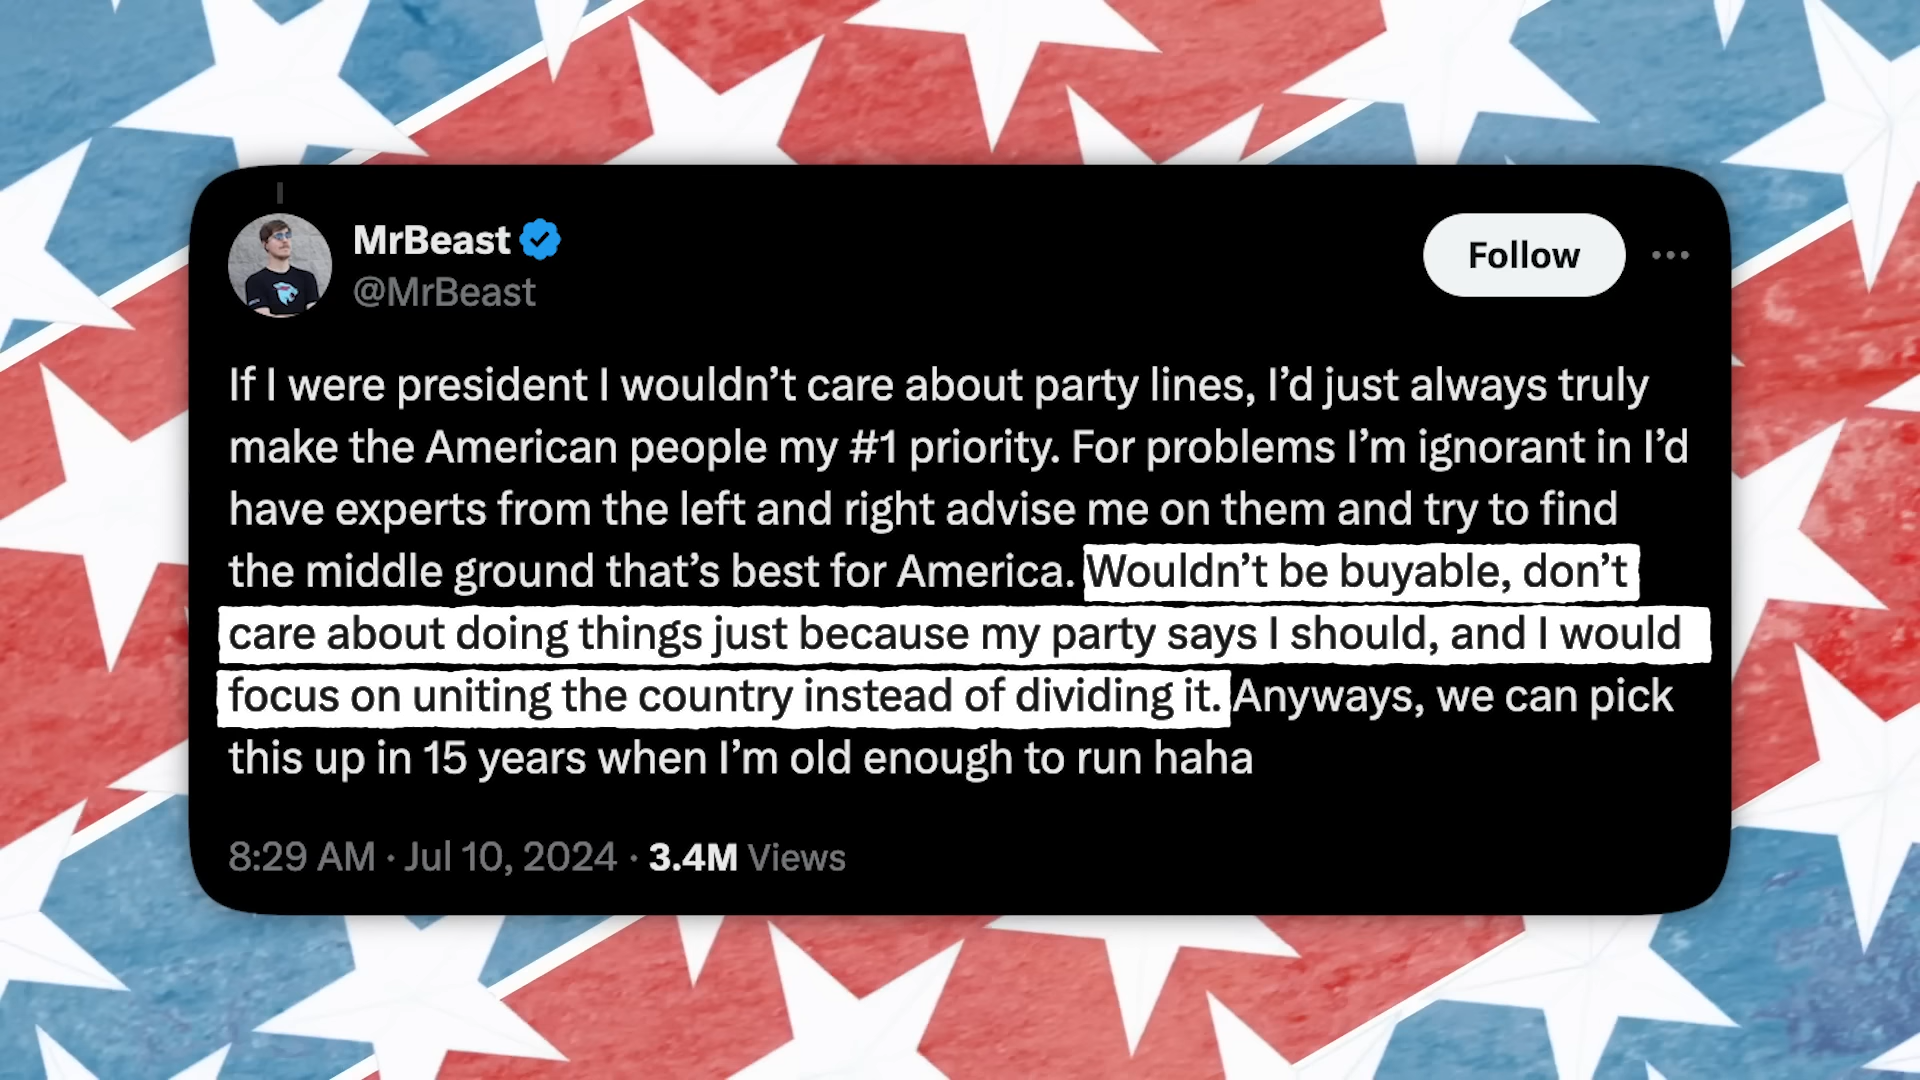 MrBeast
@MrBeast
Follow
If I were president I wouldn’t care about party lines, I’d just always truly
make the American people my #1 priority. For problems I’m ignorant in I’d
have experts from the left and right advise me on them and try to find
the middle ground that’s best for America. Wouldn’t be buyable, don’t
care about doing things just because my party says I should, and I would
focus on uniting the country instead of dividing it. Anyways, we can pick
this up in 15 years when I’m old enough to run haha
8:29 AM · Jul 10, 2024 · 3.4M Views